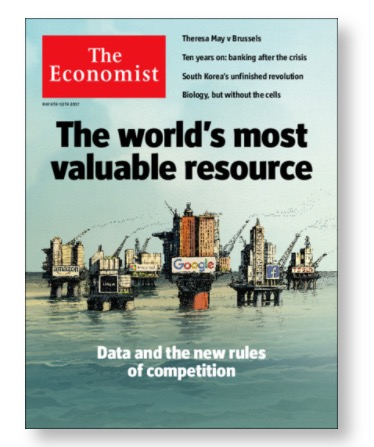 The
Economist
Theresa May v Brussels
Ten years on: banking after the crisis
South Korea's unfinished revolution
Biology, but without the cells
MAY 6TH–12TH 2017
The world's most
valuable resource
amazon
UBER
Google
f
Data and the new rules
of competition